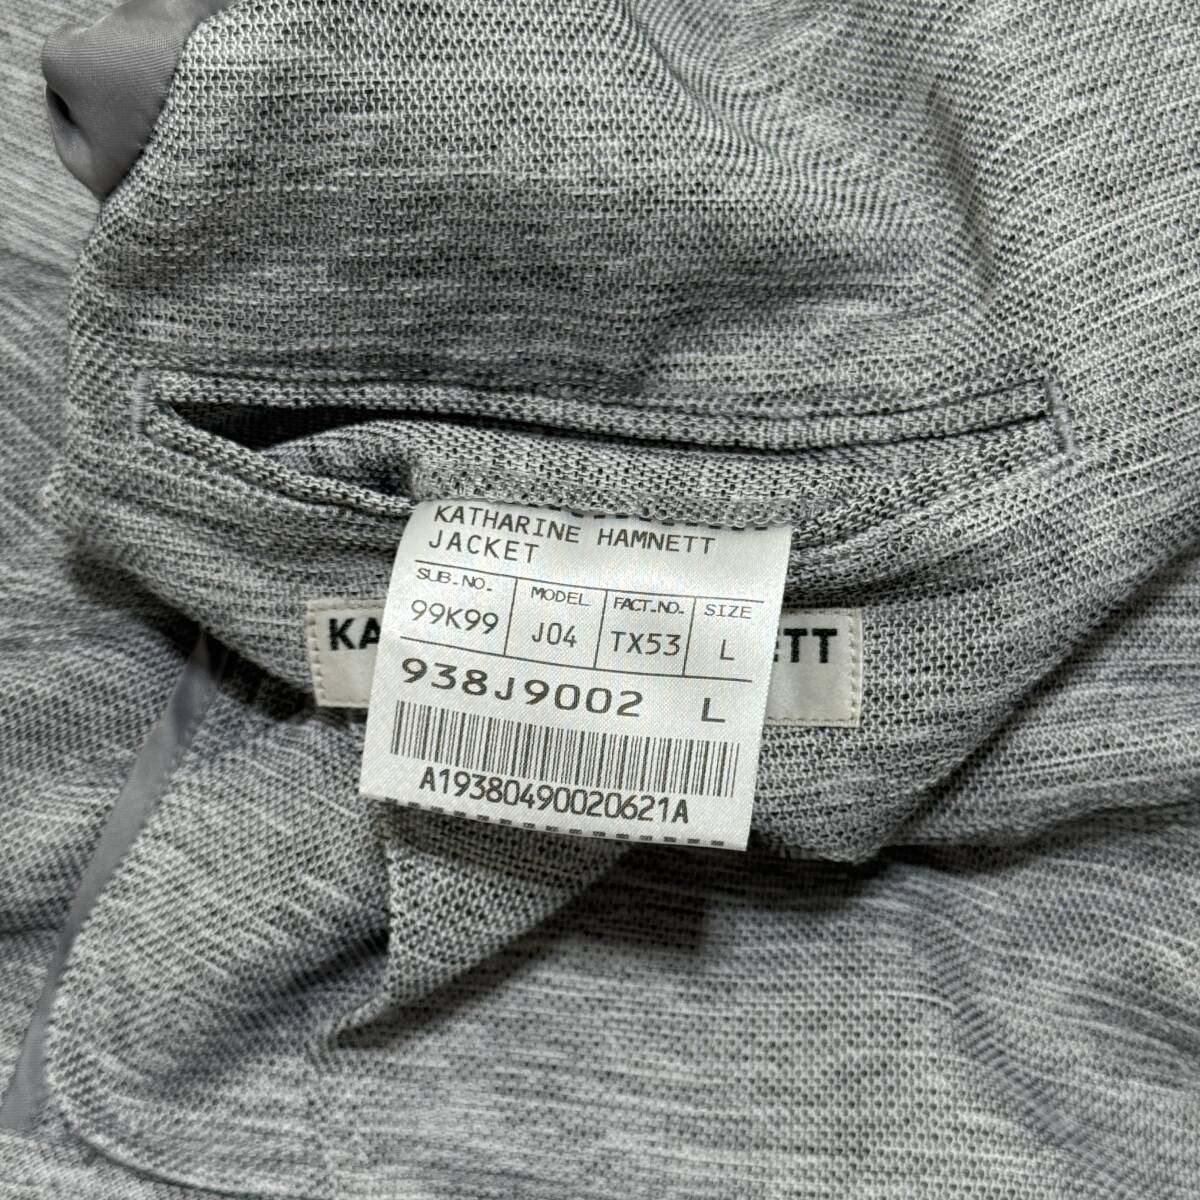 KATHARINE HAMNETT
JACKET
SUB.NO. MODEL FACT.NO. SIZE
99K99 J04 TX53 L
KA ETT
938J9002 L
A19380490020621A